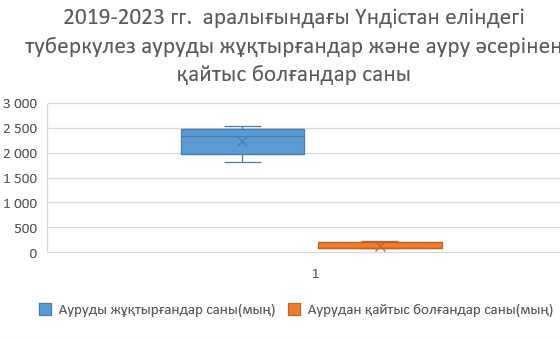 2019-2023 гг.  аралығындағы Үндістан еліндегі
туберкулез ауруды жұқтырғандар және ауру әсерінен
қайтыс болғандар саны
3 000
2 500
2 000
1 500
1 000
500
0
1
Ауруды жұқтырғандар саны(мың)
Аурудан қайтыс болғандар саны(мың)